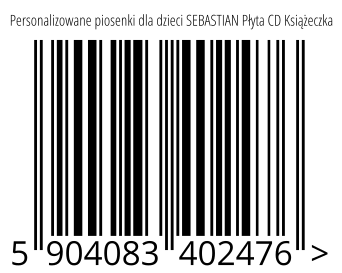 Personalizowane piosenki dla dzieci SEBASTIAN Płyta CD Książeczka
5 904083 402476 >